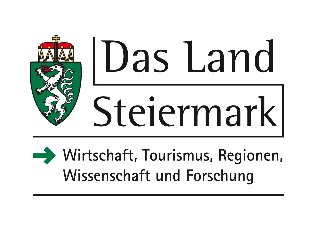 Das Land
Steiermark
Wirtschaft, Tourismus, Regionen,
Wissenschaft und Forschung